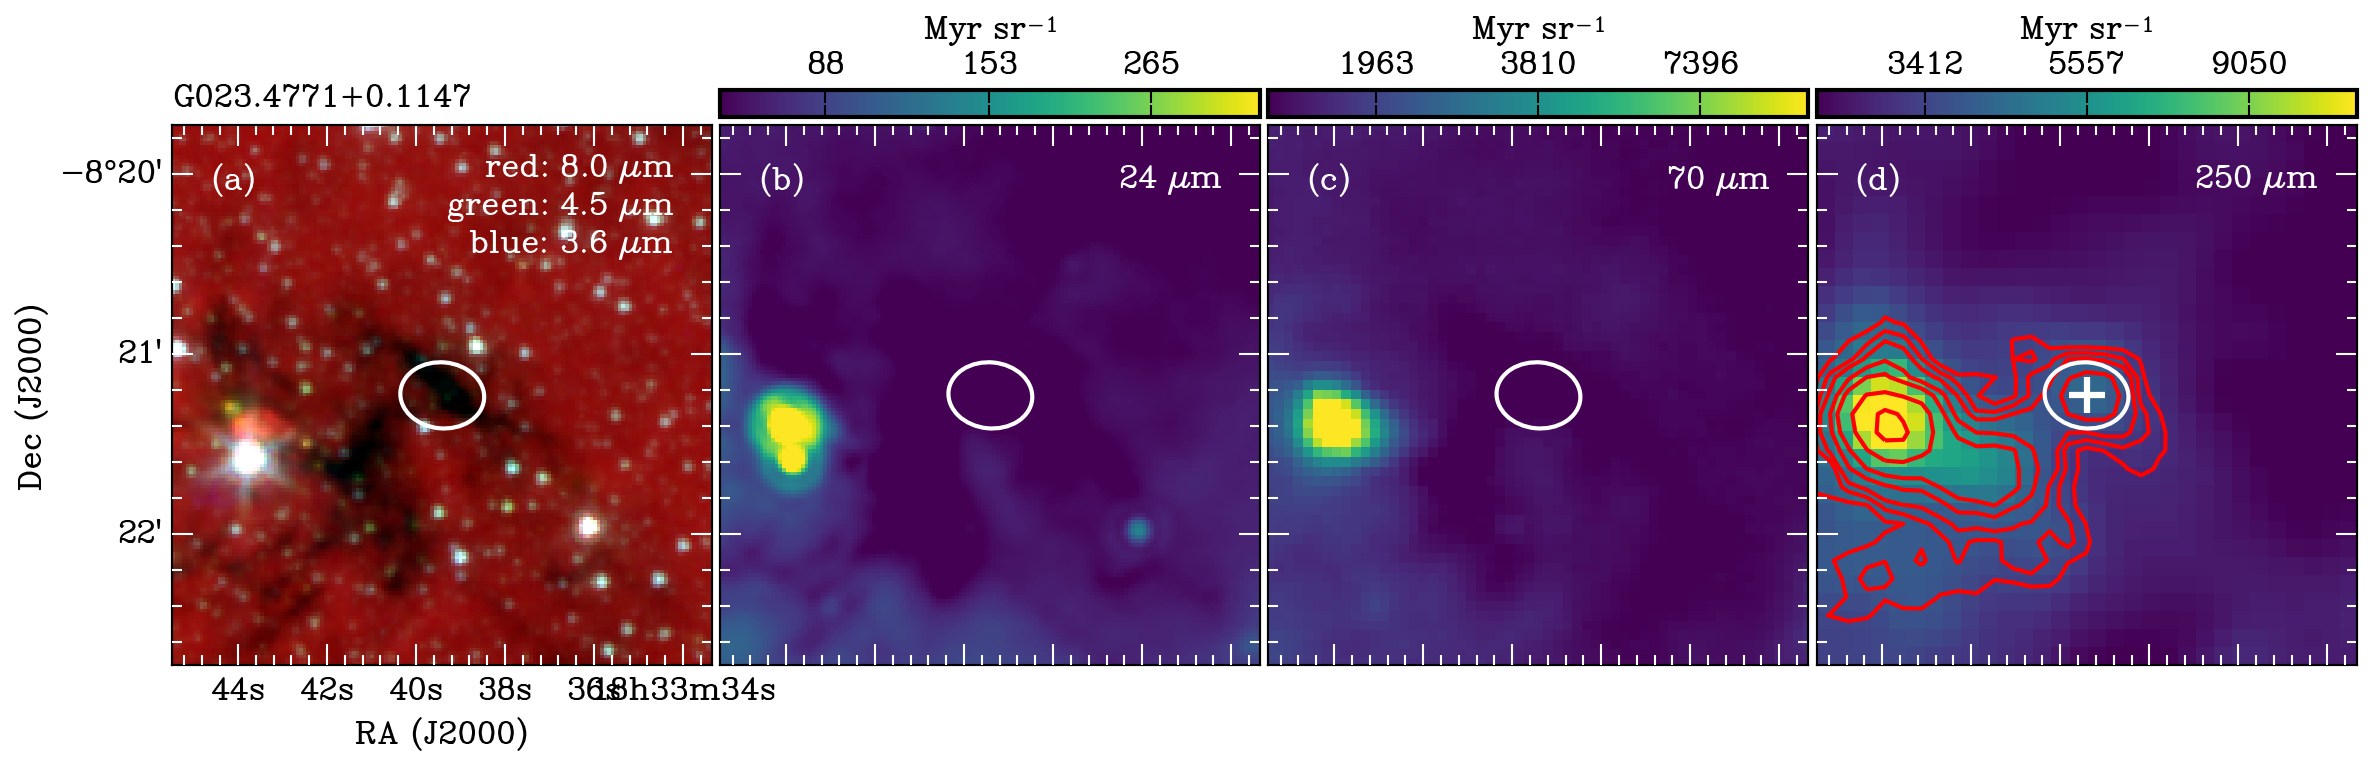 Myr sr⁻¹ Myr sr⁻¹ Myr sr⁻¹
88 153 265 1963 3810 7396 3412 5557 9050
G023.4771+0.1147
(a) red: 8.0 μm
green: 4.5 μm
blue: 3.6 μm
(b) 24 μm
(c) 70 μm
(d) 250 μm
−8°20'
21'
22'
Dec (J2000)
44s 42s 40s 38s 36s 18h33m34s
RA (J2000)